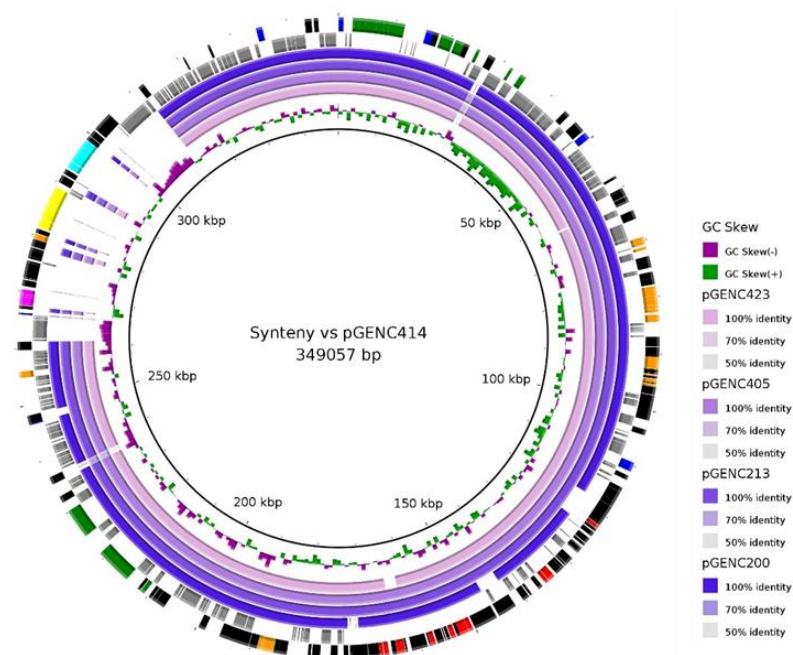 50 kbp
100 kbp
150 kbp
200 kbp
250 kbp
300 kbp
Synteny vs pGENC414
349057 bp
GC Skew
GC Skew(-)
GC Skew(+)
pGENC423
100% identity
70% identity
50% identity
pGENC405
100% identity
70% identity
50% identity
pGENC213
100% identity
70% identity
50% identity
pGENC200
100% identity
70% identity
50% identity